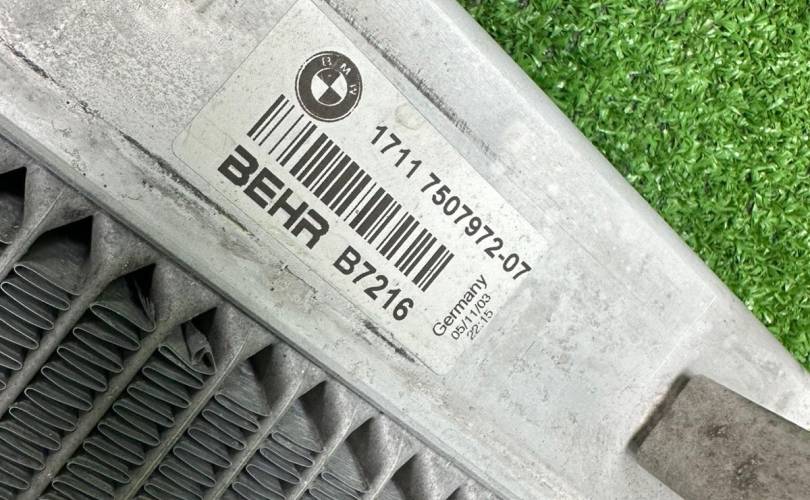 BMW
1711 7507972-07
BEHR
B7216
Germany
05/11/03
22:15